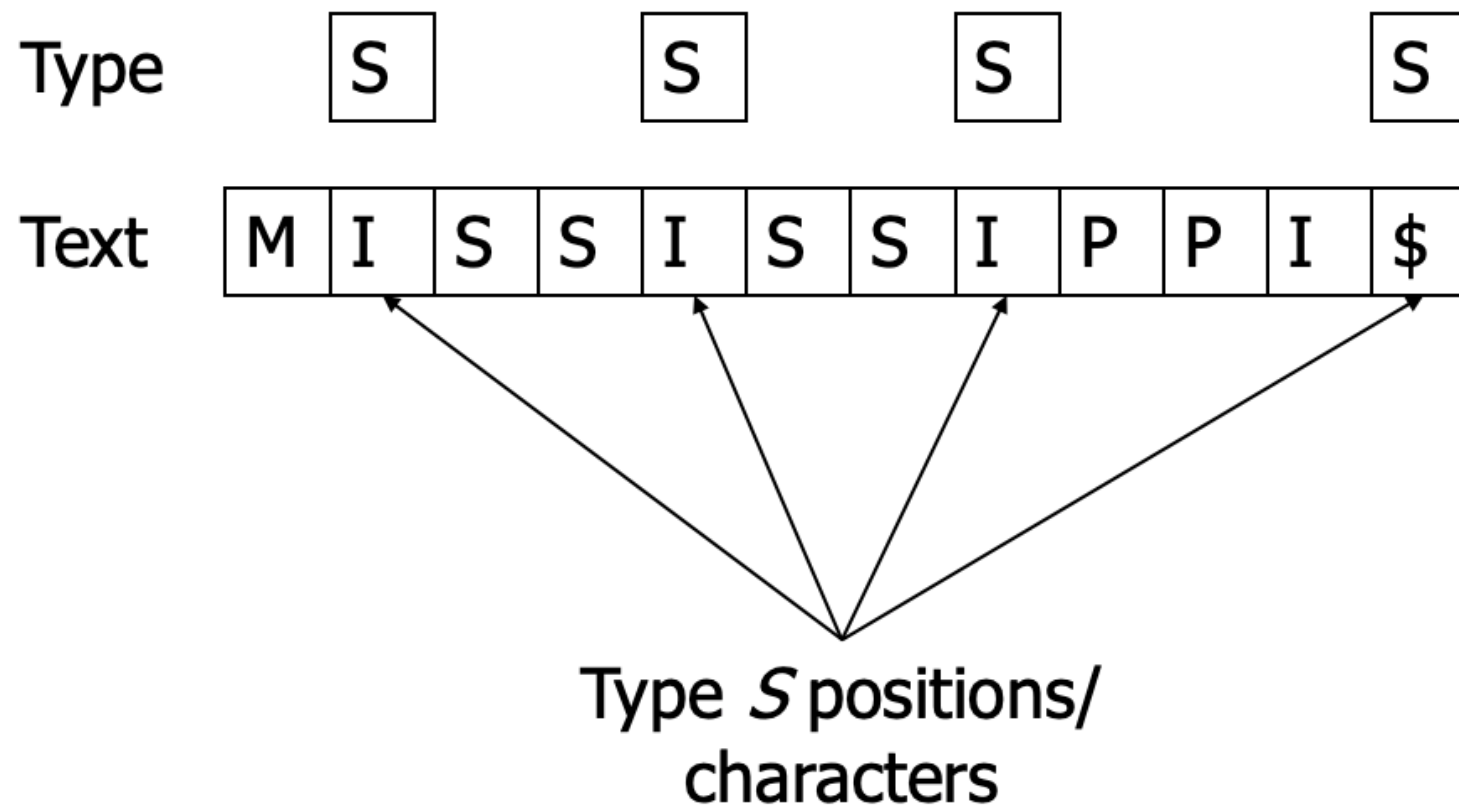 Type S S S S
Text M I S S I S S I P P I $
Type S positions/
characters